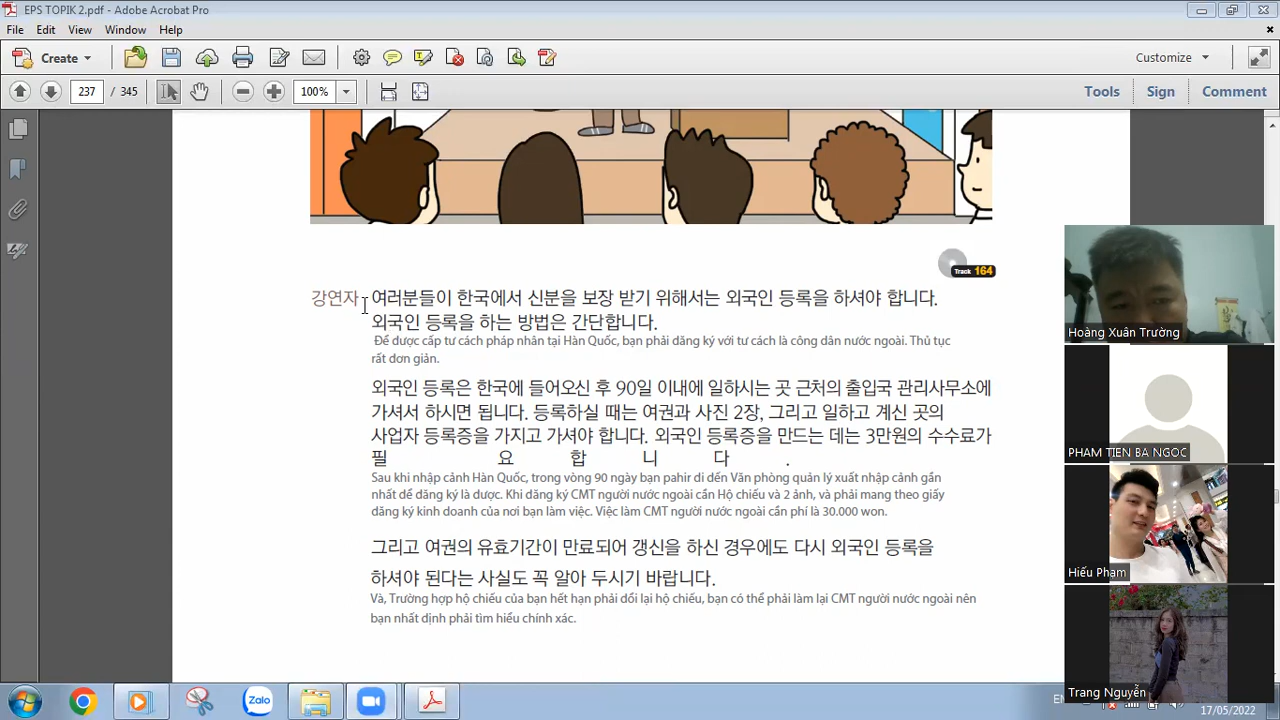 EPS TOPIK 2.pdf - Adobe Acrobat Pro
File Edit View Window Help
Create Customize
237 / 345 100% Tools Sign Comment
Track 164
강연자 여러분들이 한국에서 신분을 보장 받기 위해서는 외국인 등록을 하셔야 합니다.
외국인 등록을 하는 방법은 간단합니다.
Để được cấp tư cách pháp nhân tại Hàn Quốc, bạn phải đăng ký với tư cách là công dân nước ngoài. Thủ tục
rất đơn giản.
외국인 등록은 한국에 들어오신 후 90일 이내에 일하시는 곳 근처의 출입국 관리사무소에
가셔서 하시면 됩니다. 등록하실 때는 여권과 사진 2장, 그리고 일하고 계신 곳의
사업자 등록증을 가지고 가셔야 합니다. 외국인 등록증을 만드는 데는 3만원의 수수료가
필 요 합 니 다 .
Sau khi nhập cảnh Hàn Quốc, trong vòng 90 ngày bạn pahir di đến Văn phòng quản lý xuất nhập cảnh gần
nhất để đăng ký là được. Khi đăng ký CMT người nước ngoài cần Hộ chiếu và 2 ảnh, và phải mang theo giấy
đăng ký kinh doanh của nơi bạn làm việc. Việc làm CMT người nước ngoài cần phí là 30.000 won.
그리고 여권의 유효기간이 만료되어 갱신을 하신 경우에도 다시 외국인 등록을
하셔야 된다는 사실도 꼭 알아 두시기 바랍니다.
Và, Trường hợp hộ chiếu của bạn hết hạn phải đổi lại hộ chiếu, bạn có thể phải làm lại CMT người nước ngoài nên
bạn nhất định phải tìm hiểu chính xác.
Hoàng Xuân Trường
PHAM TIEN BA NGOC
Hiếu Phạm
Trang Nguyễn
Zalo
EN
17/05/2022